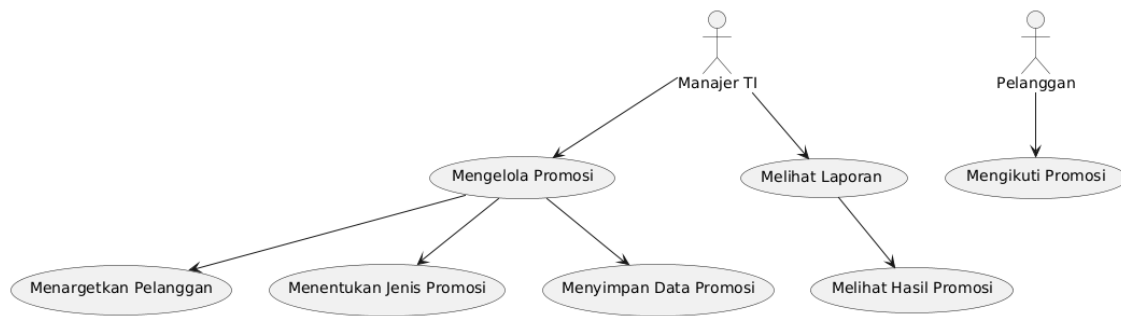 Manajer TI
Pelanggan
Mengelola Promosi
Melihat Laporan
Mengikuti Promosi
Menargetkan Pelanggan
Menentukan Jenis Promosi
Menyimpan Data Promosi
Melihat Hasil Promosi